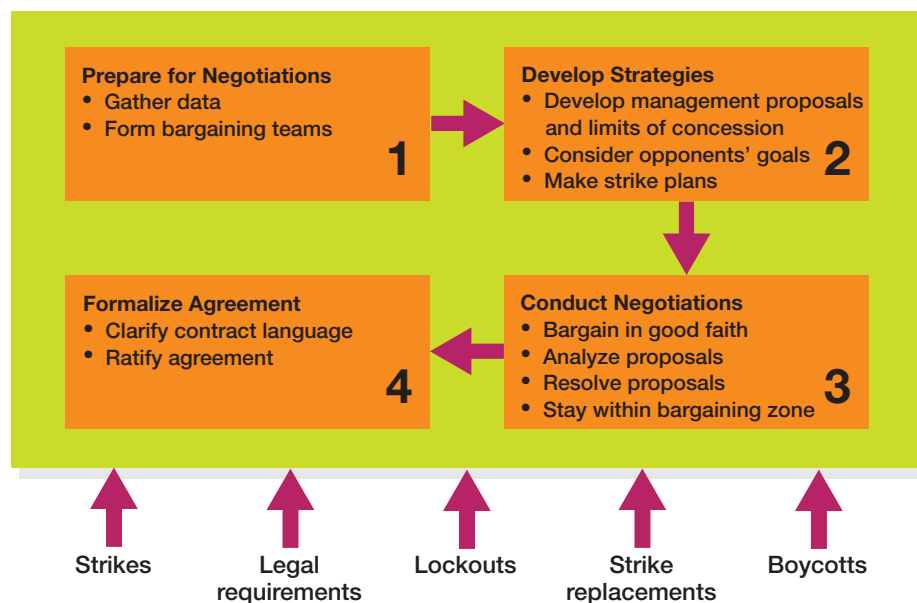 Prepare for Negotiations
• Gather data
• Form bargaining teams
1
Develop Strategies
• Develop management proposals
and limits of concession
• Consider opponents' goals
• Make strike plans
2
Conduct Negotiations
• Bargain in good faith
• Analyze proposals
• Resolve proposals
• Stay within bargaining zone
3
Formalize Agreement
• Clarify contract language
• Ratify agreement
4
Strikes
Legal
requirements
Lockouts
Strike
replacements
Boycotts